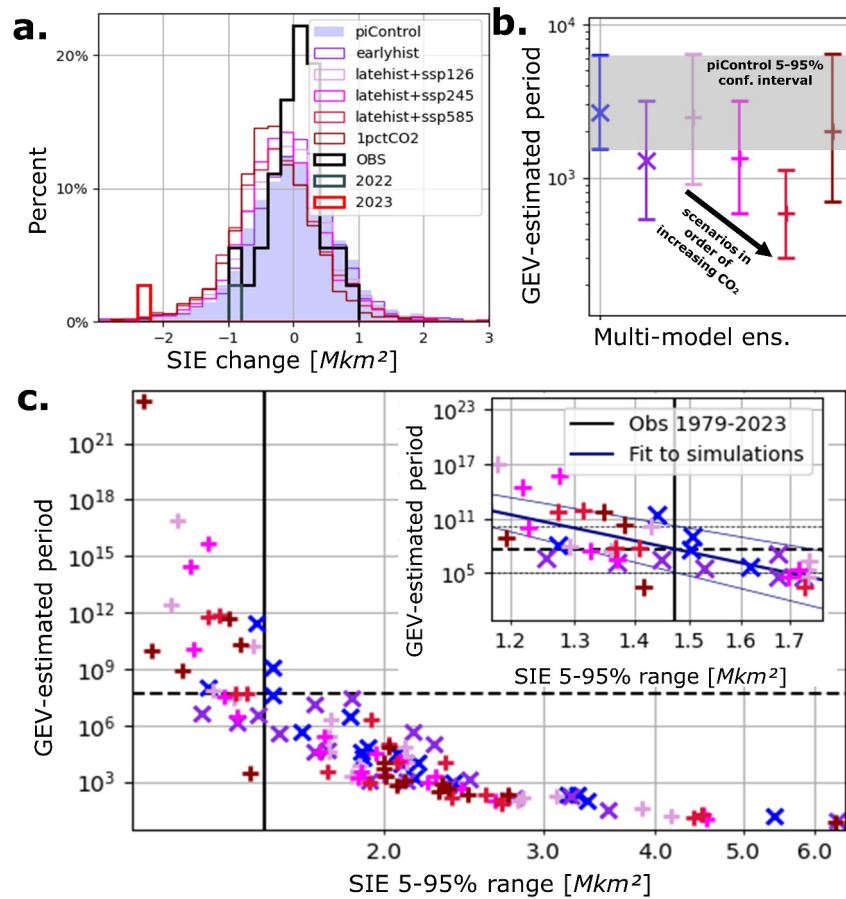 a.
20%
10%
0%
Percent
−2
−1
0
1
2
3
SIE change [Mkm²]
piControl
earlyhist
latehist+ssp126
latehist+ssp245
latehist+ssp585
1pctCO2
OBS
2022
2023
b.
10⁴
10³
GEV-estimated period
piControl 5-95%
conf. interval
scenarios in
order of
increasing CO₂
Multi-model ens.
c.
10²¹
10¹⁸
10¹⁵
10¹²
10⁹
10⁶
10³
GEV-estimated period
2.0
3.0
4.0
5.0
6.0
SIE 5-95% range [Mkm²]
10²³
10¹⁷
10¹¹
10⁵
GEV-estimated period
Obs 1979-2023
Fit to simulations
1.2
1.3
1.4
1.5
1.6
1.7
SIE 5-95% range [Mkm²]